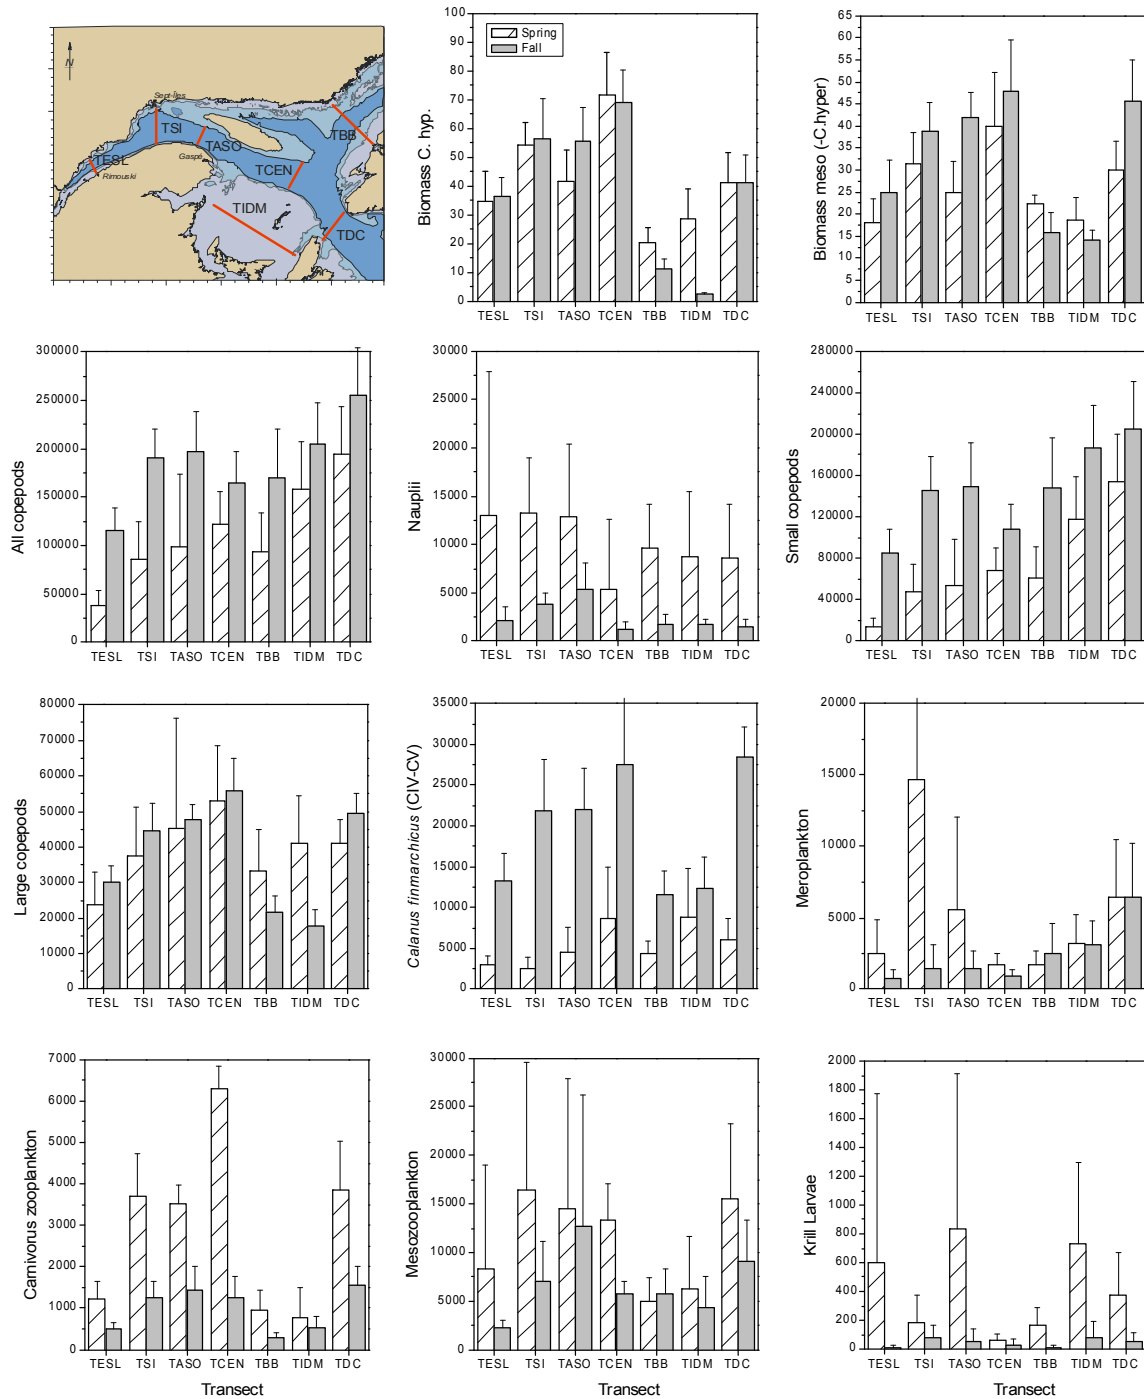 N
Sept-Îles
TSI
TBB
TASO
TESL
Gaspé
TCEN
Rimouski
TIDM
TDC
Biomass C. hyp.
100
90
80
70
60
50
40
30
20
10
0
Spring
Fall
TESL TSI TASO TCEN TBB TIDM TDC
Biomass meso (-C.hyper)
65
60
55
50
45
40
35
30
25
20
15
15
5
0
TESL TSI TASO TCEN TBB TIDM TDC
All copepods
300000
250000
200000
150000
100000
50000
0
TESL TSI TASO TCEN TBB TIDM TDC
Nauplii
30000
25000
20000
15000
10000
5000
0
TESL TSI TASO TCEN TBB TIDM TDC
Small copepods
280000
240000
200000
160000
120000
80000
40000
0
TESL TSI TASO TCEN TBB TIDM TDC
Large copepods
80000
70000
60000
50000
40000
30000
20000
10000
0
TESL TSI TASO TCEN TBB TIDM TDC
Calanus finmarchicus (CIV-CV)
35000
30000
25000
20000
15000
10000
5000
0
TESL TSI TASO TCEN TBB TIDM TDC
Meroplankton
20000
15000
10000
5000
0
TESL TSI TASO TCEN TBB TIDM TDC
Carnivorus zooplankton
7000
6000
5000
4000
3000
2000
1000
0
TESL TSI TASO TCEN TBB TIDM TDC
Transect
Mesozooplankton
30000
25000
20000
15000
10000
5000
0
TESL TSI TASO TCEN TBB TIDM TDC
Transect
Krill Larvae
2000
1800
1600
1400
1200
1000
800
600
400
200
0
TESL TSI TASO TCEN TBB TIDM TDC
Transect